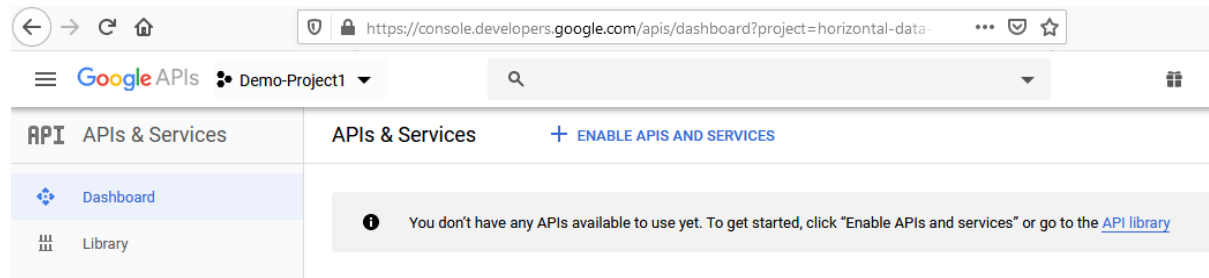 https://console.developers.google.com/apis/dashboard?project=horizontal-data-
Google APIs Demo-Project1
API APIs & Services
APIs & Services + ENABLE APIS AND SERVICES
Dashboard
You don't have any APIs available to use yet. To get started, click “Enable APIs and services” or go to the API library
Library